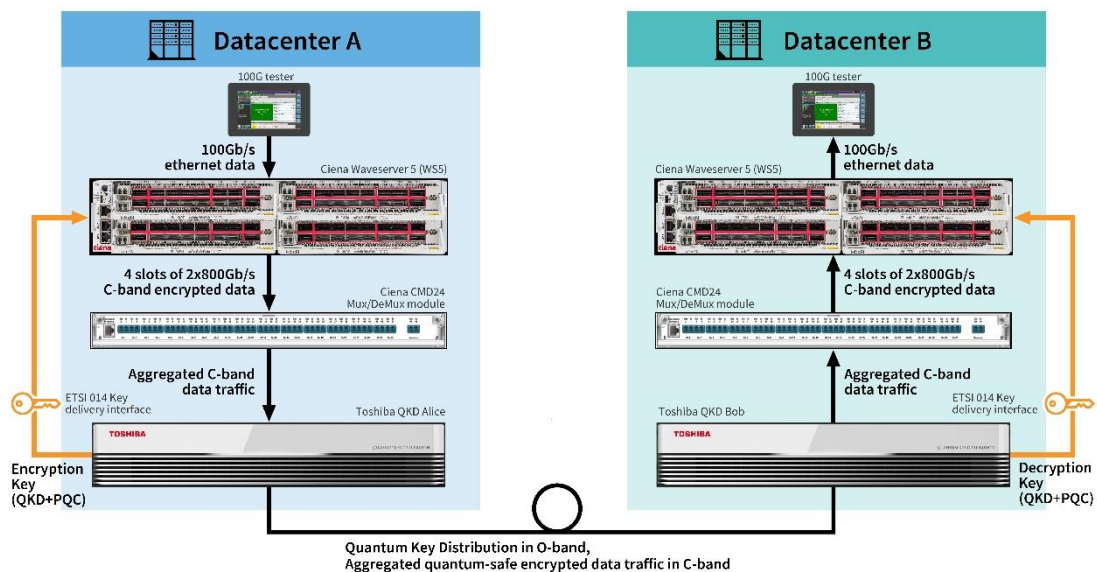 Datacenter A
100G tester
100Gb/s
ethernet data
Ciena Waveserver 5 (WS5)
ciena
4 slots of 2x800Gb/s
C-band encrypted data
Ciena CMD24
Mux/DeMux module
Aggregated C-band
data traffic
ETSI 014 Key
delivery interface
Toshiba QKD Alice
TOSHIBA
Encryption
Key
(QKD+PQC)
Datacenter B
100G tester
100Gb/s
ethernet data
Ciena Waveserver 5 (WS5)
ciena
4 slots of 2x800Gb/s
C-band encrypted data
Ciena CMD24
Mux/DeMux module
Aggregated C-band
data traffic
ETSI 014 Key
delivery interface
Toshiba QKD Bob
TOSHIBA
Decryption
Key
(QKD+PQC)
Quantum Key Distribution in O-band,
Aggregated quantum-safe encrypted data traffic in C-band